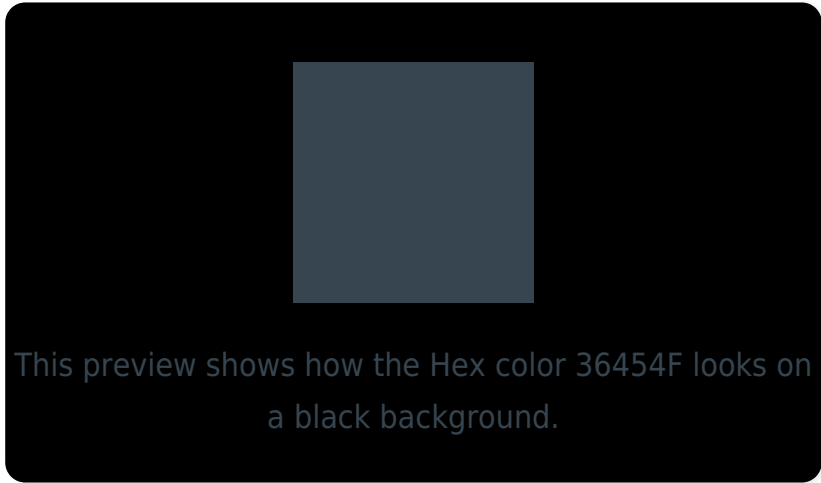 This preview shows how the Hex color 36454F looks on
a black background.